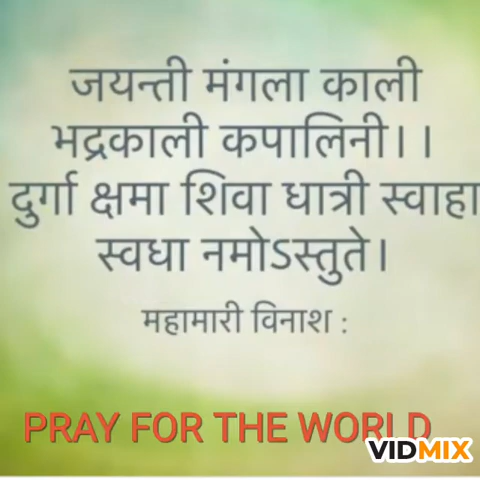 जयन्ती मंगला काली
भद्रकाली कपालिनी।।
दुर्गा क्षमा शिवा धात्री स्वाहा
स्वधा नमोऽस्तुते।
महामारी विनाश :
PRAY FOR THE WORLD
VIDMIX